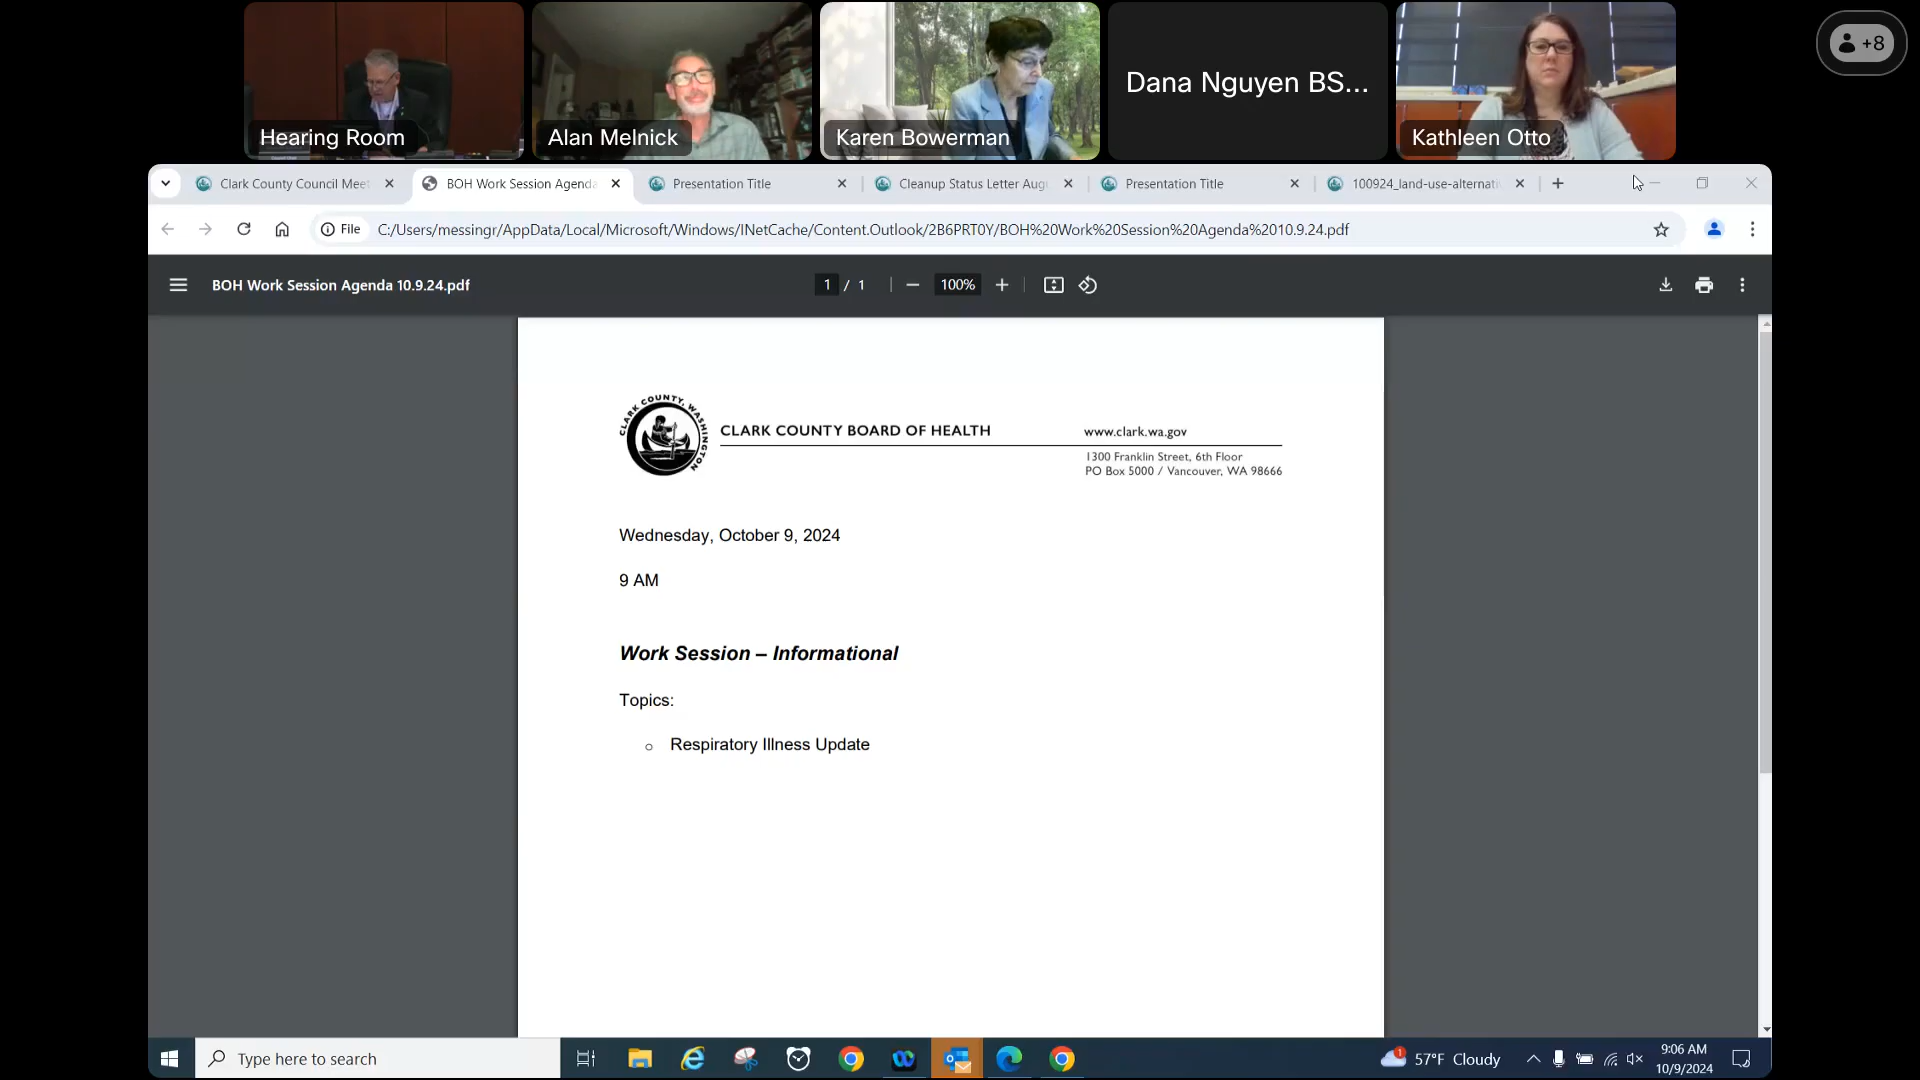 Hearing Room
Alan Melnick
Karen Bowerman
Dana Nguyen BS...
Kathleen Otto
+8
Clark County Council Meet
BOH Work Session Agenda
Presentation Title
Cleanup Status Letter Augu
Presentation Title
100924_land-use-alternati
File
C:/Users/messingr/AppData/Local/Microsoft/Windows/INetCache/Content.Outlook/2B6PRT0Y/BOH%20Work%20Session%20Agenda%2010.9.24.pdf
BOH Work Session Agenda 10.9.24.pdf
1 / 1
100%
CLARK COUNTY, WASHINGTON
CLARK COUNTY BOARD OF HEALTH
www.clark.wa.gov
1300 Franklin Street, 6th Floor
PO Box 5000 / Vancouver, WA 98666
Wednesday, October 9, 2024
9 AM
Work Session – Informational
Topics:
Respiratory Illness Update
Type here to search
1
57°F Cloudy
9:06 AM
10/9/2024